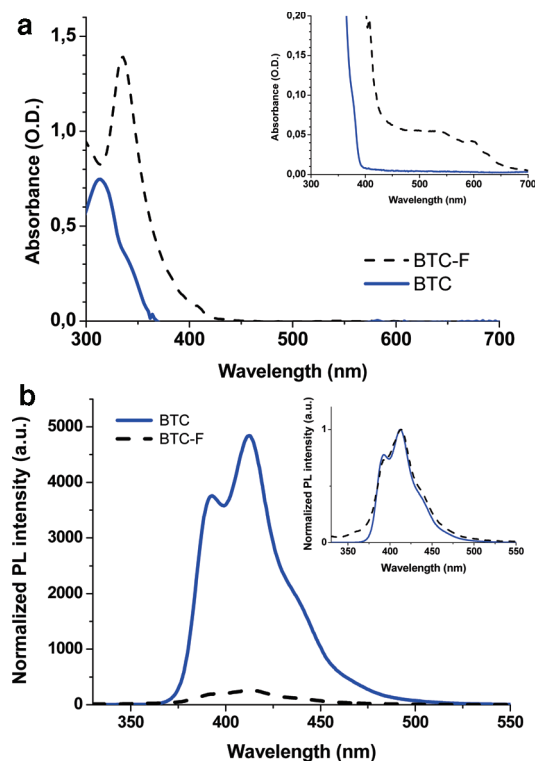 a
Absorbance (O.D.)
1,5
1,0
0,5
0,0
300 400 500 600 700
Wavelength (nm)
BTC-F
BTC
Absorbance (O.D.)
0,20
0,15
0,10
0,05
0,00
300 400 500 600 700
Wavelength (nm)
b
Normalized PL intensity (a.u.)
5000
4000
3000
2000
1000
0
350 400 450 500 550
Wavelength (nm)
BTC
BTC-F
Normalized PL intensity (a.u.)
1
0
350 400 450 500 550
Wavelength (nm)